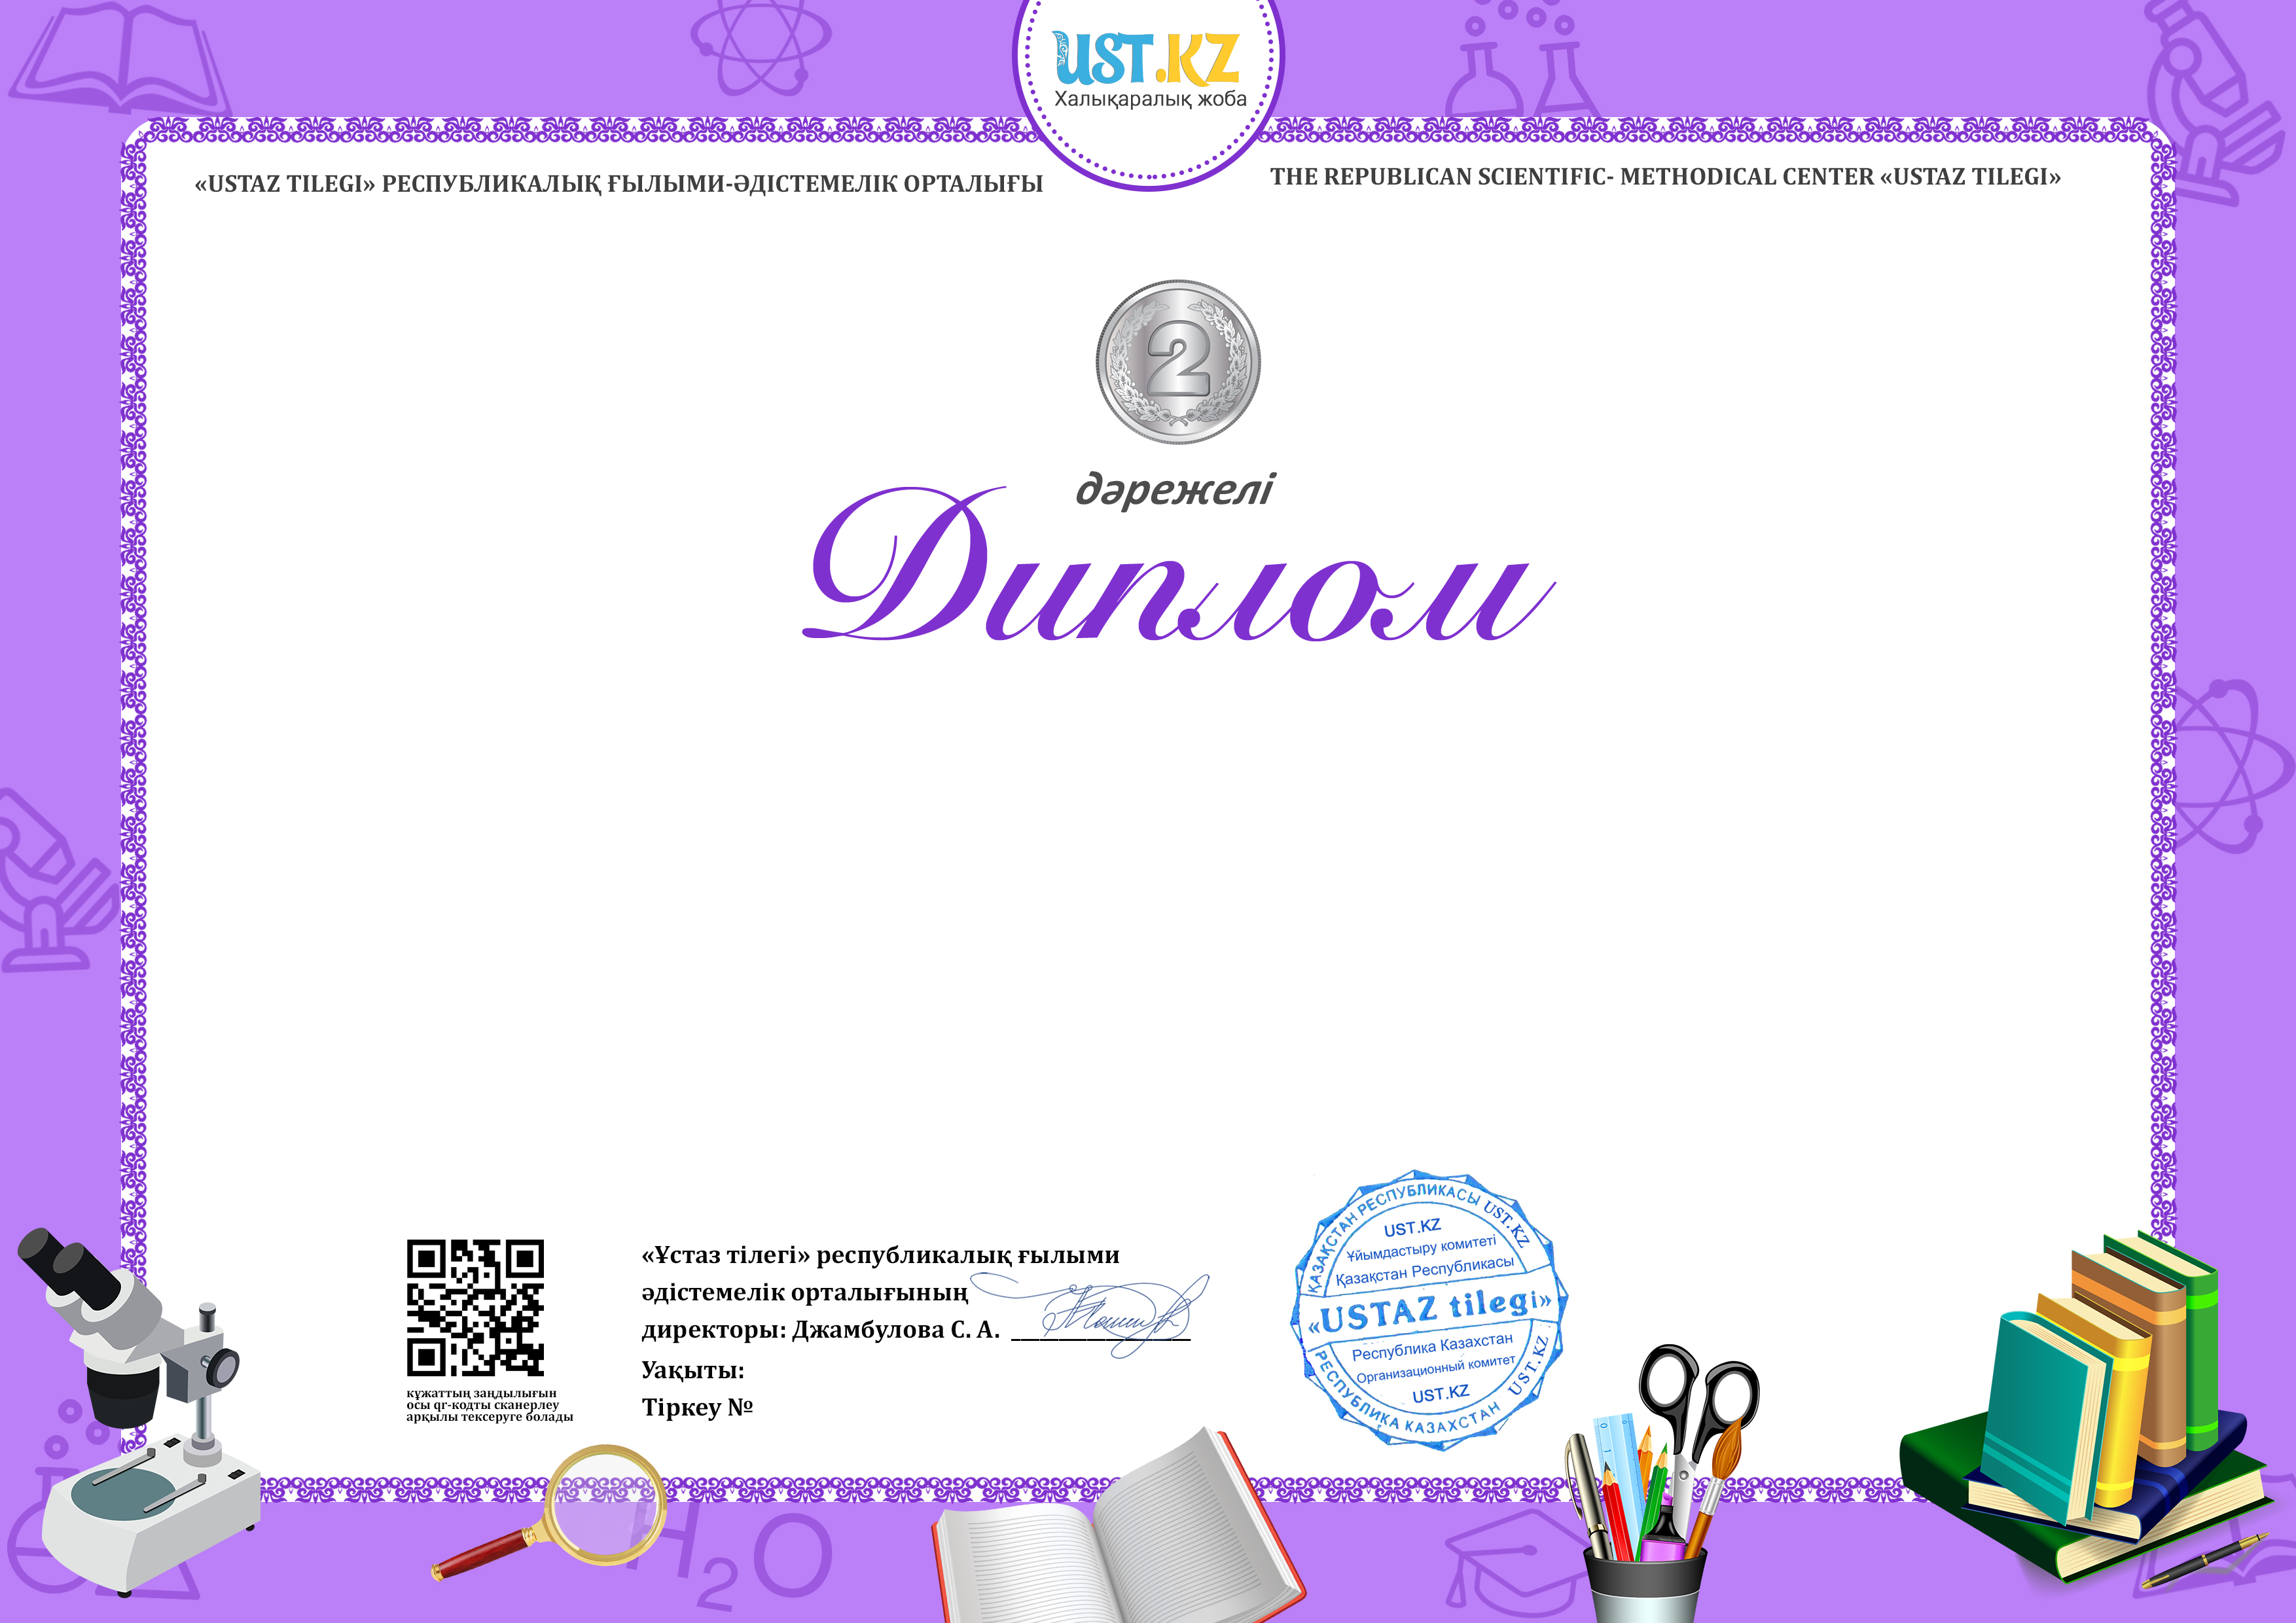 UST.KZ
Халықаралық жоба
«USTAZ TILEGI» РЕСПУБЛИКАЛЫҚ ҒЫЛЫМИ-ӘДІСТЕМЕЛІК ОРТАЛЫҒЫ
THE REPUBLICAN SCIENTIFIC- METHODICAL CENTER «USTAZ TILEGI»
2
дәрежелі
Диплом
«Ұстаз тілегі» республикалық ғылыми
әдістемелік орталығының
директоры: Джамбулова С. А.
Уақыты:
Тіркеу №
құжаттың заңдылығын
осы qr-кодты сканерлеу
арқылы тексеруге болады
ҚАЗАҚСТАН РЕСПУБЛИКАСЫ UST.KZ
UST.KZ
Ұйымдастыру комитеті
Қазақстан Республикасы
«USTAZ tilegi»
Республика Казахстан
Организационный комитет
UST.KZ
РЕСПУБЛИКА КАЗАХСТАН UST.KZ
H2O